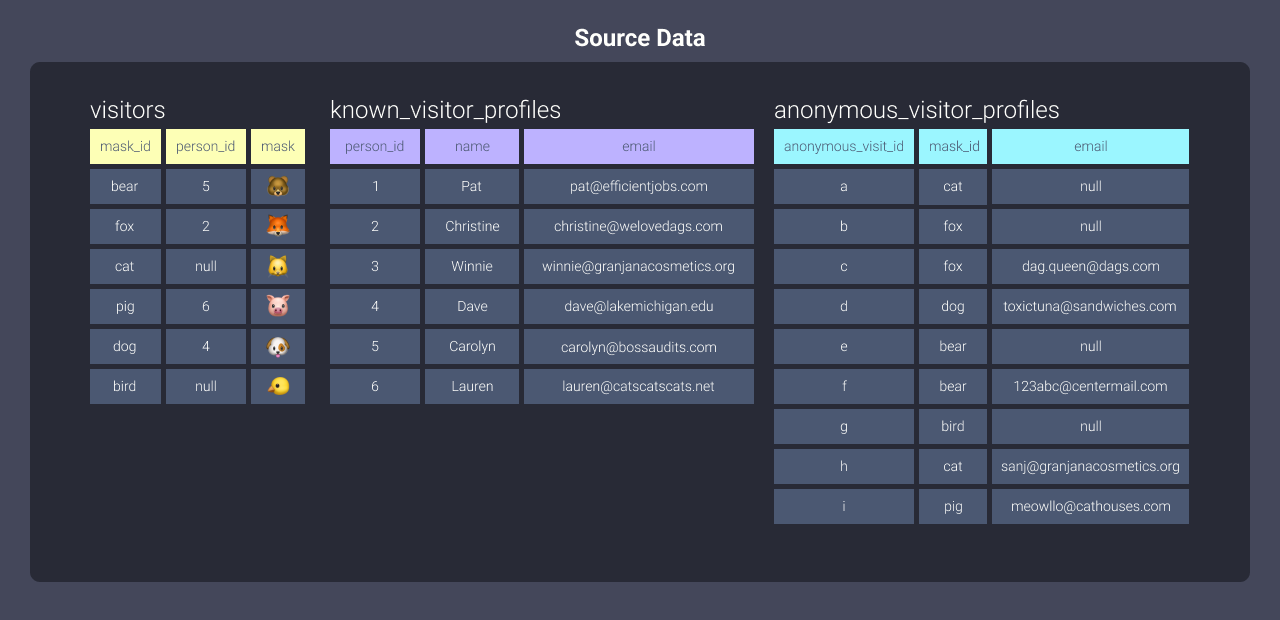 Source Data
visitors
mask_id person_id mask
bear 5
fox 2
cat null
pig 6
dog 4
bird null
known_visitor_profiles
person_id name email
1 Pat pat@efficientjobs.com
2 Christine christine@welovedags.com
3 Winnie winnie@granjanacosmetics.org
4 Dave dave@lakemichigan.edu
5 Carolyn carolyn@bossaudits.com
6 Lauren lauren@catscatscats.net
anonymous_visitor_profiles
anonymous_visit_id mask_id email
a cat null
b fox null
c fox dag.queen@dags.com
d dog toxictuna@sandwiches.com
e bear null
f bear 123abc@centermail.com
g bird null
h cat sanj@granjanacosmetics.org
i pig meowllo@cathouses.com